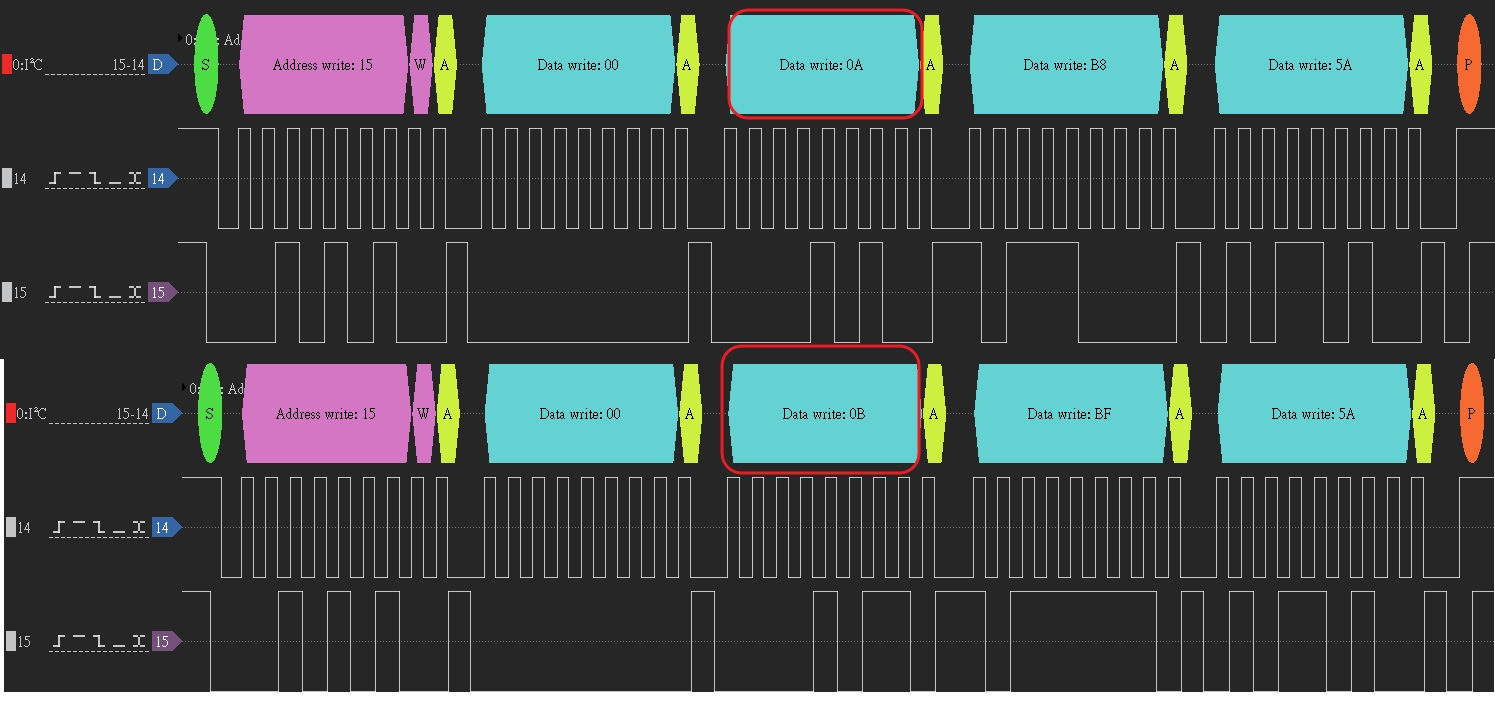 0: Ad
0:I²C 15-14 D S Address write: 15 W A Data write: 00 A Data write: 0A A Data write: B8 A Data write: 5A A P
14 14
15 15
0: Ad
0:I²C 15-14 D S Address write: 15 W A Data write: 00 A Data write: 0B A Data write: BF A Data write: 5A A P
14 14
15 15